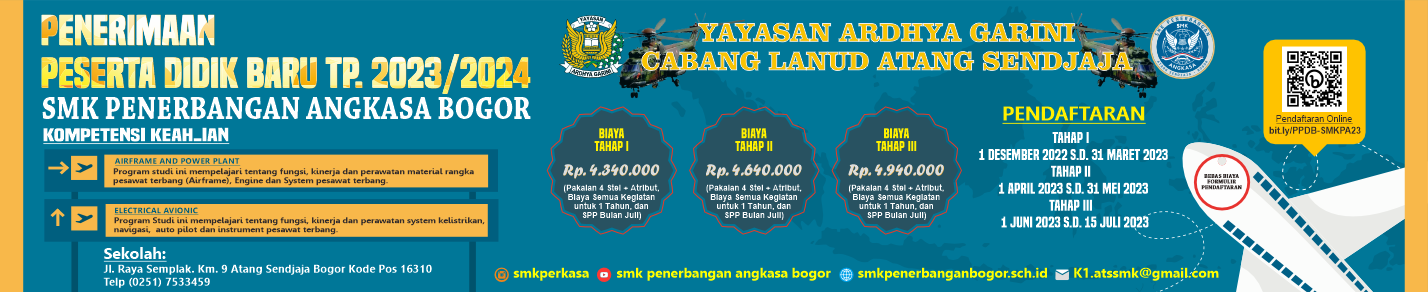 PENERIMAAN
PESERTA DIDIK BARU TP. 2023/2024
SMK PENERBANGAN ANGKASA BOGOR
KOMPETENSI KEAH_IAN
AIRFRAME AND POWER PLANT
Program studi ini mempelajari tentang fungsi, kinerja dan perawatan material rangka
pesawat terbang (Airframe), Engine dan System pesawat terbang.
ELECTRICAL AVIONIC
Program Studi ini mempelajari tentang fungsi, kinerja dan perawatan system kelistrikan,
navigasi, auto pilot dan instrument pesawat terbang.
Sekolah:
Jl. Raya Semplak. Km. 9 Atang Sendjaja Bogor Kode Pos 16310
Telp (0251) 7533459
YAYASAN
ARDHYA GARINI
YAYASAN ARDHYA GARINI
CABANG LANUD ATANG SENDJAJA
SMK PENERBANGAN
ANGKASA
BIAYA
TAHAP I
Rp. 4.340.000
(Pakaian 4 Stel + Atribut,
Biaya Semua Kegiatan
untuk 1 Tahun, dan
SPP Bulan Juli)
BIAYA
TAHAP II
Rp. 4.640.000
(Pakaian 4 Stel + Atribut,
Biaya Semua Kegiatan
untuk 1 Tahun, dan
SPP Bulan Juli)
BIAYA
TAHAP III
Rp. 4.940.000
(Pakaian 4 Stel + Atribut,
Biaya Semua Kegiatan
untuk 1 Tahun, dan
SPP Bulan Juli)
PENDAFTARAN
TAHAP I
1 DESEMBER 2022 S.D. 31 MARET 2023
TAHAP II
1 APRIL 2023 S.D. 31 MEI 2023
TAHAP III
1 JUNI 2023 S.D. 15 JULI 2023
Pendaftaran Online
bit.ly/PPDB-SMKPA23
BEBAS BIAYA
FORMULIR
PENDAFTARAN
smkperkasa
smk penerbangan angkasa bogor
smkpenerbanganbogor.sch.id
K1.atssmk@gmail.com